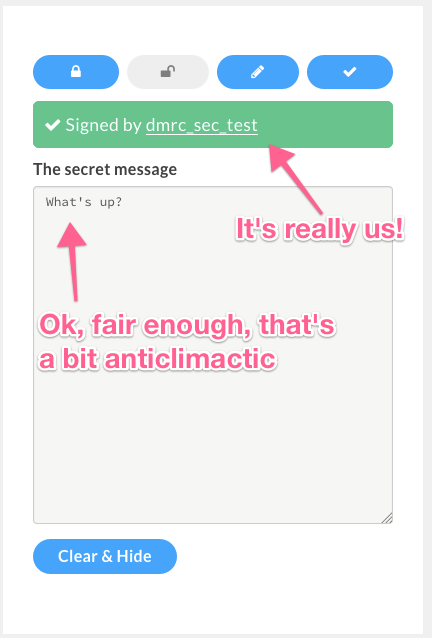 Signed by dmrc_sec_test
The secret message
What's up?
It's really us!
Ok, fair enough, that's
a bit anticlimactic
Clear & Hide